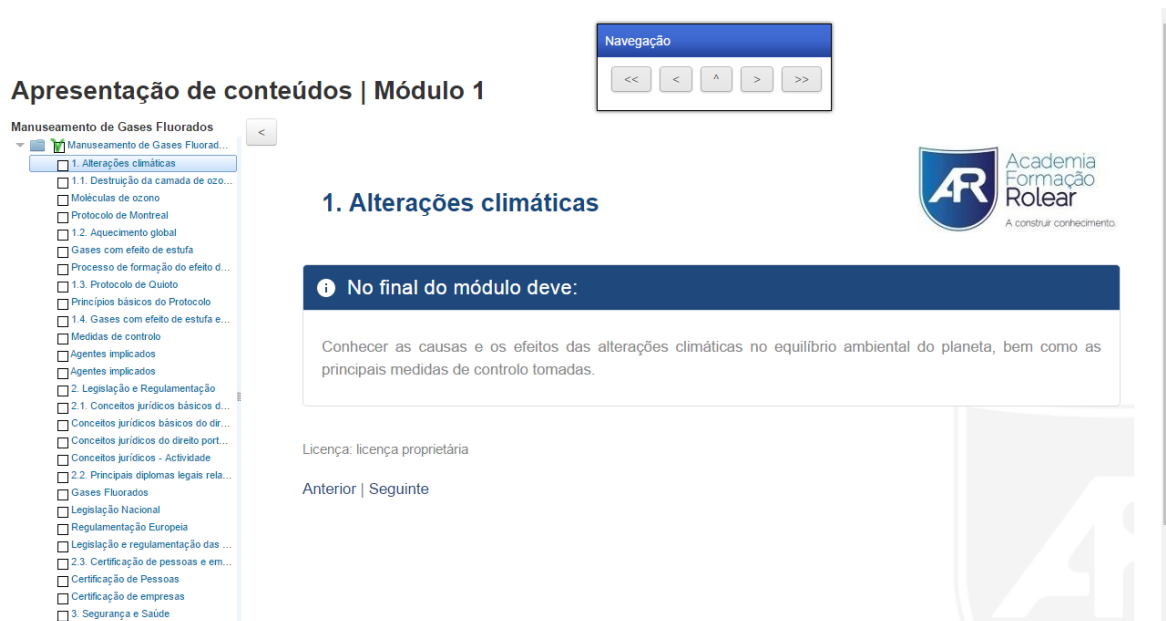 Navegação
<< < ^ > >>
Apresentação de conteúdos | Módulo 1
Manuseamento de Gases Fluorados
<
Manuseamento de Gases Fluorad...
1. Alterações climáticas
1.1. Destruição da camada de ozo...
Moléculas de ozono
Protocolo de Montreal
1.2. Aquecimento global
Gases com efeito de estufa
Processo de formação do efeito d...
1.3. Protocolo de Quioto
Princípios básicos do Protocolo
1.4. Gases com efeito de estufa e...
Medidas de controlo
Agentes implicados
Agentes implicados
2. Legislação e Regulamentação
2.1. Conceitos jurídicos básicos d...
Conceitos jurídicos básicos do dir...
Conceitos jurídicos do direito port...
Conceitos jurídicos - Actividade
2.2. Principais diplomas legais rela...
Gases Fluorados
Legislação Nacional
Regulamentação Europeia
Legislação e regulamentação das ...
2.3. Certificação de pessoas e em...
Certificação de Pessoas
Certificação de empresas
3. Segurança e Saúde
AR
Academia
Formação
Rolear
A construir conhecimento.
1. Alterações climáticas
No final do módulo deve:
Conhecer as causas e os efeitos das alterações climáticas no equilíbrio ambiental do planeta, bem como as
principais medidas de controlo tomadas.
Licença: licença proprietária
Anterior | Seguinte